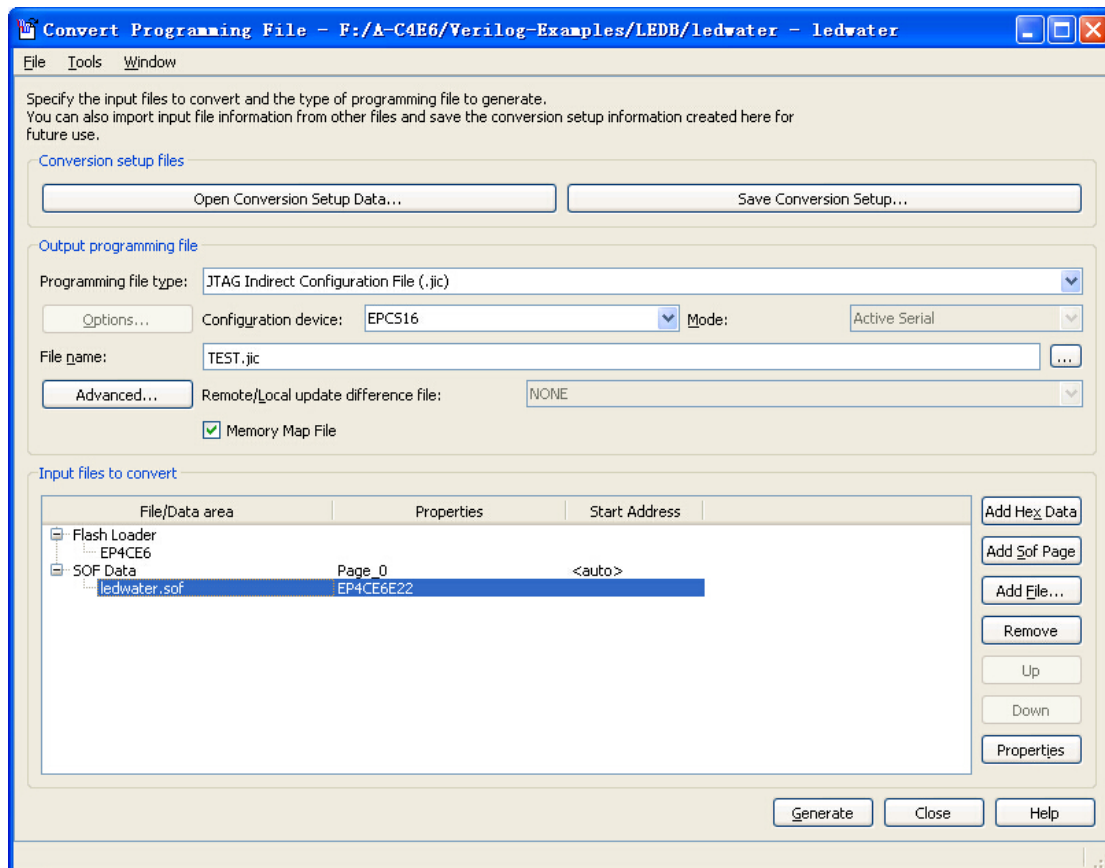 Convert Programming File - F:/A-C4E6/Verilog-Examples/LEDB/ledwater - ledwater
File Tools Window
Specify the input files to convert and the type of programming file to generate.
You can also import input file information from other files and save the conversion setup information created here for
future use.
Conversion setup files
Open Conversion Setup Data... Save Conversion Setup...
Output programming file
Programming file type: JTAG Indirect Configuration File (.jic)
Options... Configuration device: EPCS16 Mode: Active Serial
File name: TEST.jic ...
Advanced... Remote/Local update difference file: NONE
Memory Map File
Input files to convert
File/Data area Properties Start Address Add Hex Data
Flash Loader
EP4CE6 Add Sof Page
SOF Data Page_0 <auto>
ledwater.sof EP4CE6E22 Add File...
Remove
Up
Down
Properties
Generate Close Help